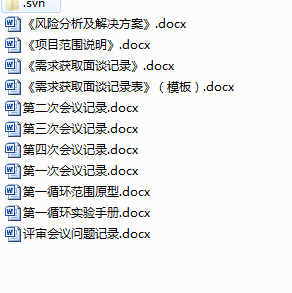 .svn
《风险分析及解决方案》.docx
《项目范围说明》.docx
《需求获取面谈记录》.docx
《需求获取面谈记录表》（模板）.docx
第二次会议记录.docx
第三次会议记录.docx
第四次会议记录.docx
第一次会议记录.docx
第一循环范围原型.docx
第一循环实验手册.docx
评审会议问题记录.docx